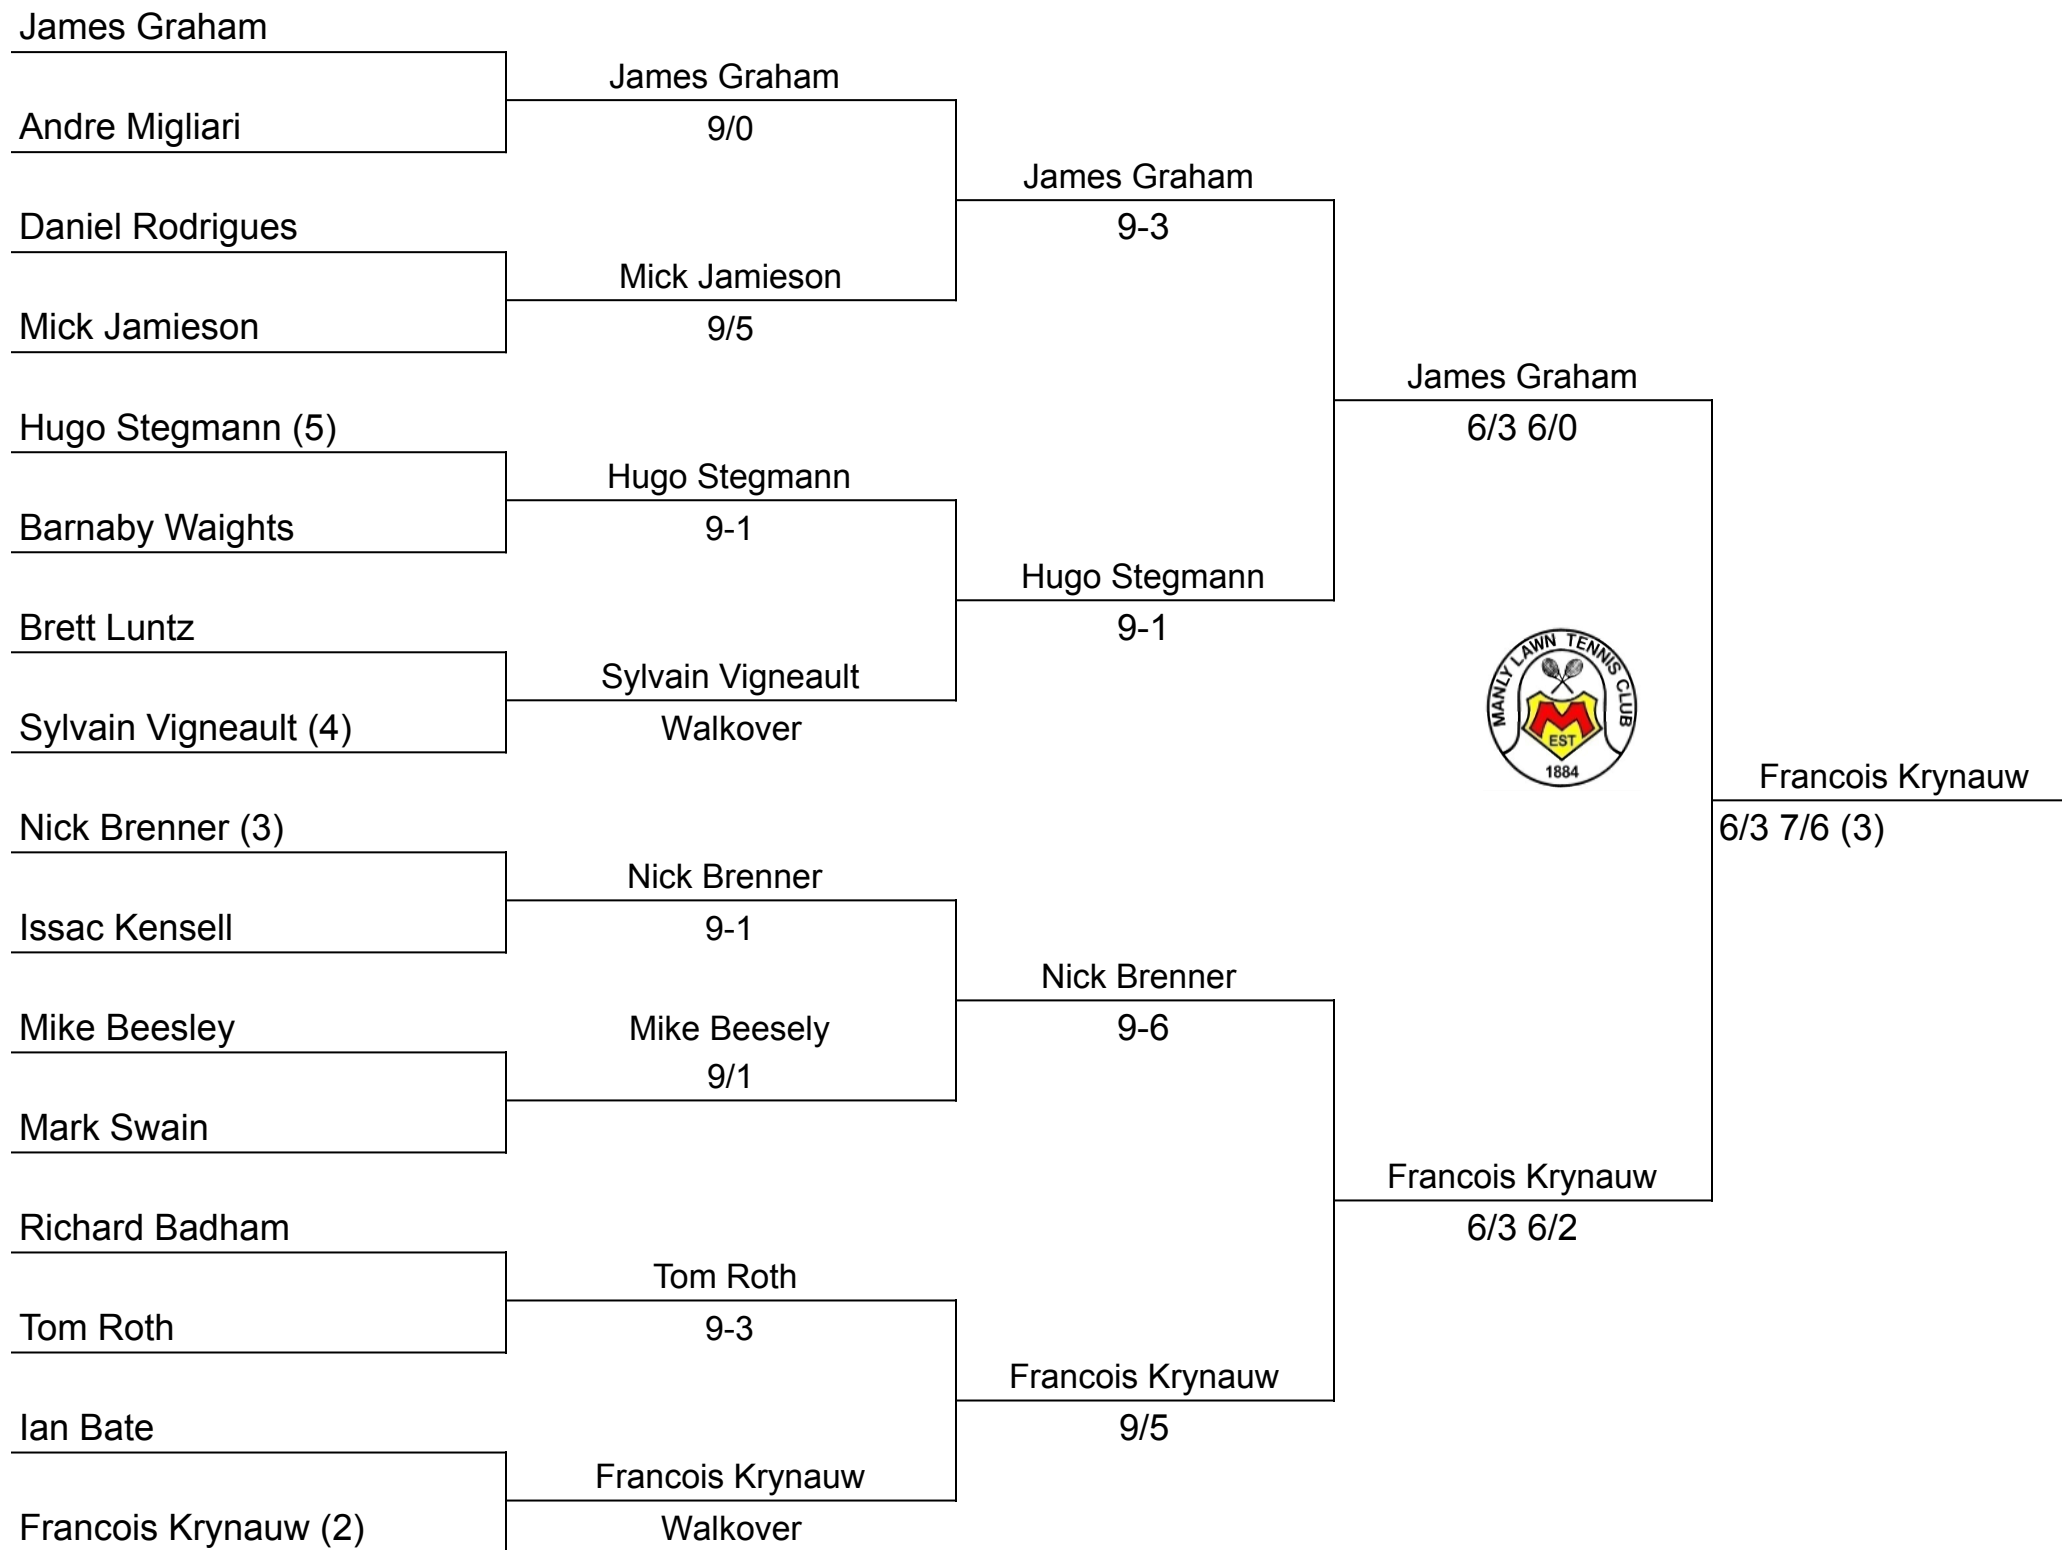 James Graham
Andre Migliari
Daniel Rodrigues
Mick Jamieson
Hugo Stegmann (5)
Barnaby Waights
Brett Luntz
Sylvain Vigneault (4)
Nick Brenner (3)
Issac Kensell
Mike Beesley
Mark Swain
Richard Badham
Tom Roth
Ian Bate
Francois Krynauw (2)
James Graham
9/0
Mick Jamieson
9/5
Hugo Stegmann
9-1
Sylvain Vigneault
Walkover
Nick Brenner
9-1
Mike Beesely
9/1
Tom Roth
9-3
Francois Krynauw
Walkover
James Graham
9-3
Hugo Stegmann
9-1
Nick Brenner
9-6
Francois Krynauw
9/5
James Graham
6/3 6/0
Francois Krynauw
6/3 6/2
MANLY LAWN TENNIS CLUB
M
EST
1884
Francois Krynauw
6/3 7/6 (3)